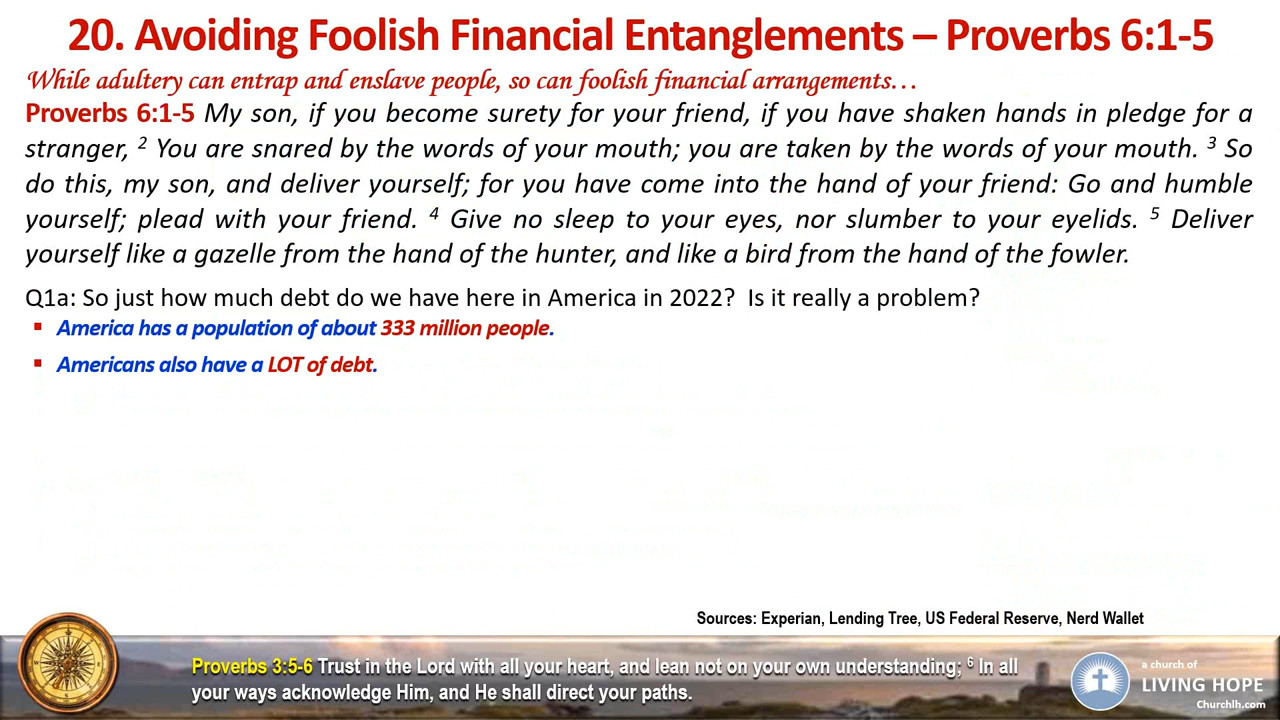 20. Avoiding Foolish Financial Entanglements – Proverbs 6:1-5
While adultery can entrap and enslave people, so can foolish financial arrangements…
Proverbs 6:1-5 My son, if you become surety for your friend, if you have shaken hands in pledge for a
stranger, 2 You are snared by the words of your mouth; you are taken by the words of your mouth. 3 So
do this, my son, and deliver yourself; for you have come into the hand of your friend: Go and humble
yourself; plead with your friend. 4 Give no sleep to your eyes, nor slumber to your eyelids. 5 Deliver
yourself like a gazelle from the hand of the hunter, and like a bird from the hand of the fowler.
Q1a: So just how much debt do we have here in America in 2022? Is it really a problem?
▪ America has a population of about 333 million people.
▪ Americans also have a LOT of debt.
Sources: Experian, Lending Tree, US Federal Reserve, Nerd Wallet
Proverbs 3:5-6 Trust in the Lord with all your heart, and lean not on your own understanding; 6 In all
your ways acknowledge Him, and He shall direct your paths.
a church of
LIVING HOPE
Churchlh.com